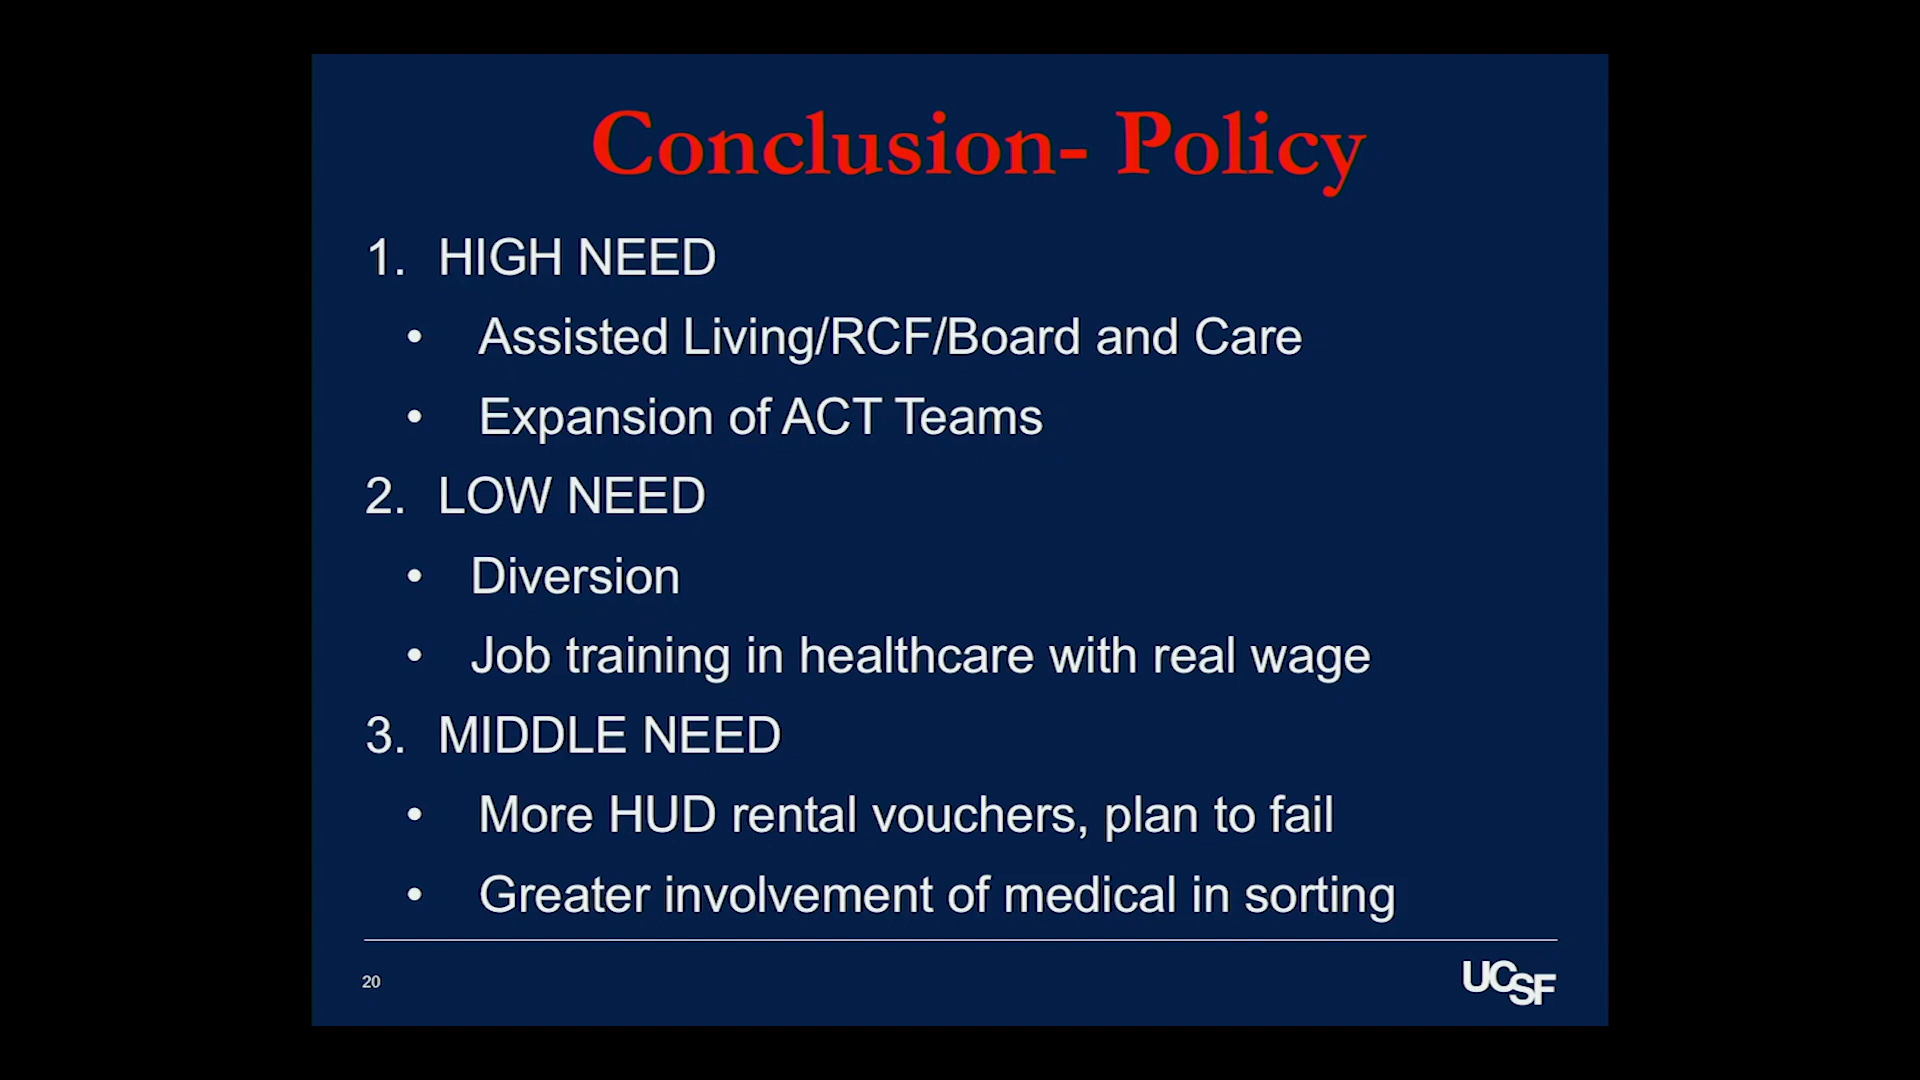 Conclusion- Policy
1. HIGH NEED
• Assisted Living/RCF/Board and Care
• Expansion of ACT Teams
2. LOW NEED
• Diversion
• Job training in healthcare with real wage
3. MIDDLE NEED
• More HUD rental vouchers, plan to fail
• Greater involvement of medical in sorting
20
UCSF